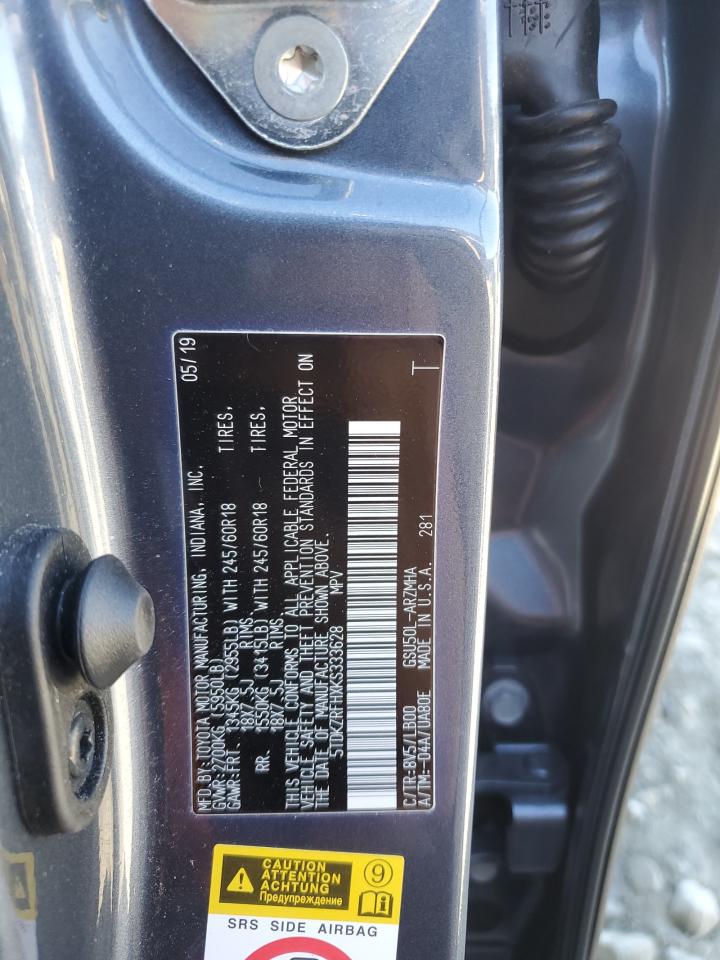 MFD.BY:TOYOTA MOTOR MANUFACTURING, INDIANA, INC. 05/19
GVWR:2700KG (5950LB)
GAWR:FRT. 1345KG (2955LB) WITH 245/60R18 TIRES,
18X7.5J RIMS,
RR. 1550KG (3415LB) WITH 245/60R18 TIRES,
18X7.5J RIMS,
THIS VEHICLE CONFORMS TO ALL APPLICABLE FEDERAL MOTOR
VEHICLE SAFETY AND THEFT PREVENTION STANDARDS IN EFFECT ON
THE DATE OF MANUFACTURE SHOWN ABOVE.
5TDKZRFHXKS333628 MPV
C/TR:8V5/LB00 GSU50L-ARZMHA
A/TM:-04A/UA80E MADE IN U.S.A. 281 T
CAUTION
ATTENTION
ACHTUNG
Предупреждение
9
SRS SIDE AIRBAG